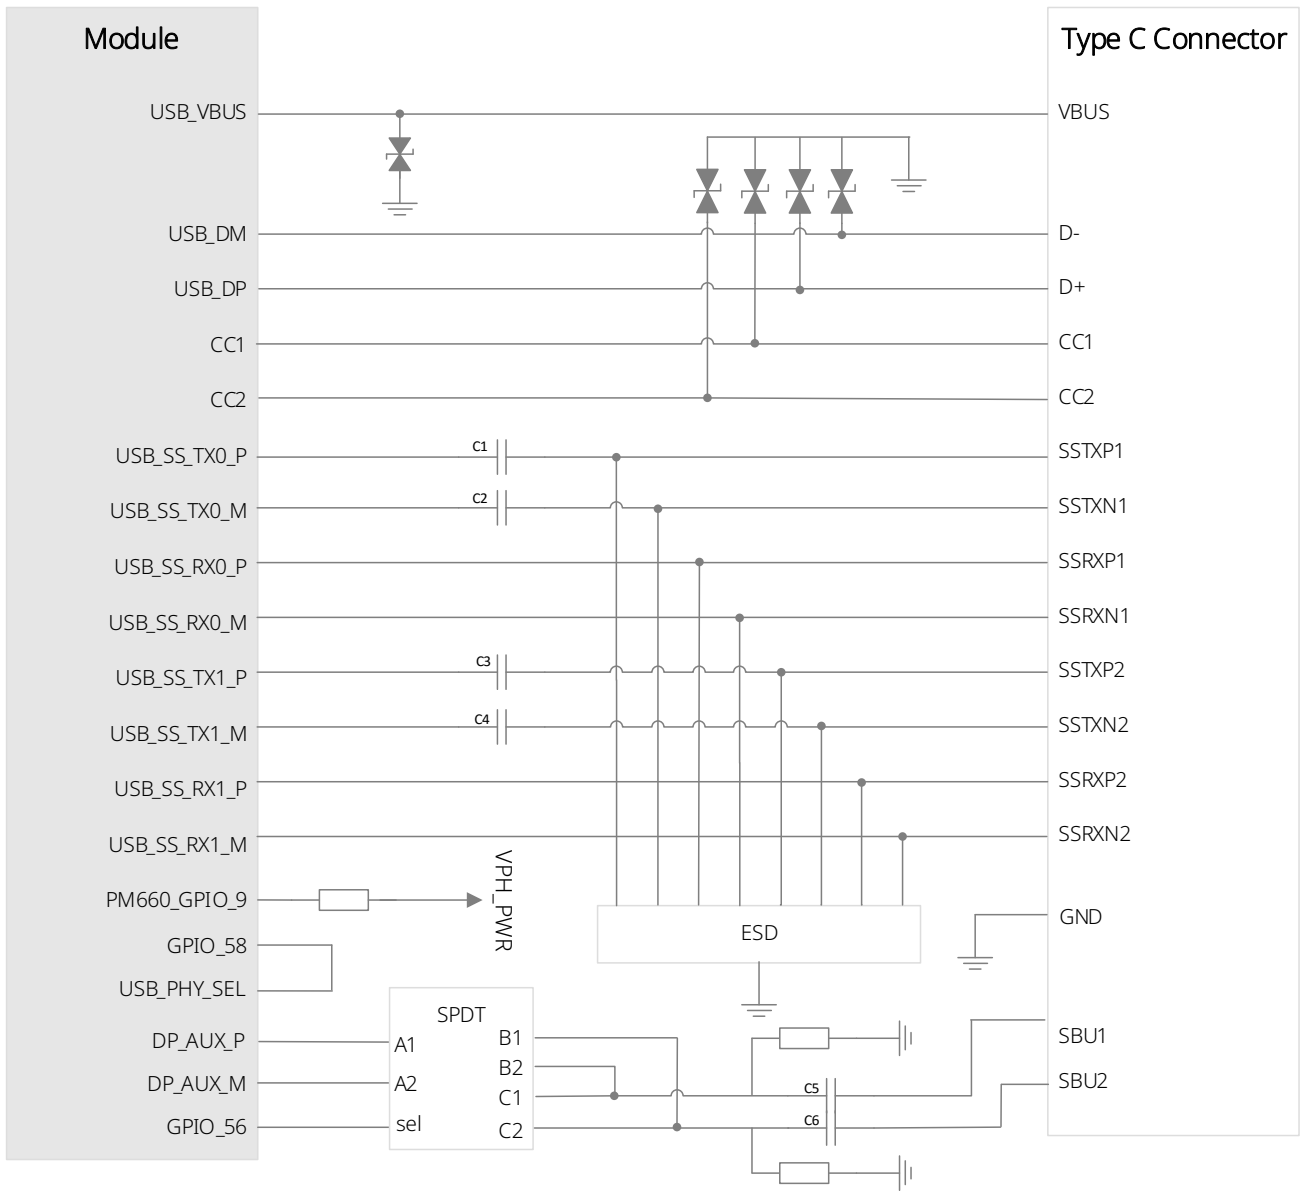 Module
Type C Connector
USB_VBUS
VBUS
USB_DM
D-
USB_DP
D+
CC1
CC1
CC2
CC2
USB_SS_TX0_P
C1
SSTXP1
USB_SS_TX0_M
C2
SSTXN1
USB_SS_RX0_P
SSRXP1
USB_SS_RX0_M
SSRXN1
USB_SS_TX1_P
C3
SSTXP2
USB_SS_TX1_M
C4
SSTXN2
USB_SS_RX1_P
SSRXP2
USB_SS_RX1_M
SSRXN2
PM660_GPIO_9
VPH_PWR
GPIO_58
ESD
GND
USB_PHY_SEL
SPDT
DP_AUX_P
A1
B1
SBU1
B2
DP_AUX_M
A2
C1
C5
SBU2
GPIO_56
sel
C2
C6